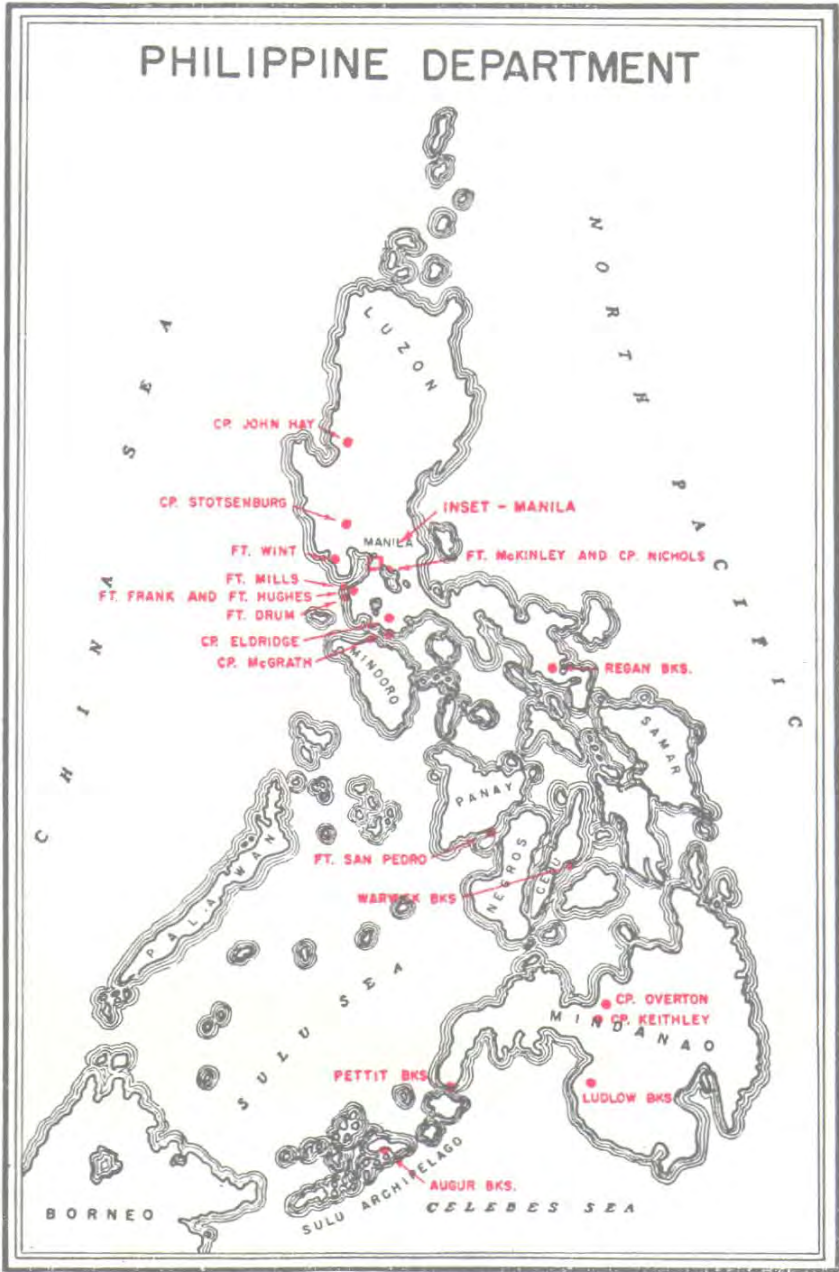 PHILIPPINE DEPARTMENT
NORTH PACIFIC
CHINA SEA
LUZON
CP. JOHN HAY
CP. STOTSENBURG
INSET - MANILA
MANILA
FT. WINT
FT. McKINLEY AND CP. NICHOLS
FT. MILLS
FT. FRANK AND FT. HUGHES
FT. DRUM
CP. ELDRIDGE
CP. McGRATH
MINDORO
REGAN BKS.
SAMAR
PANAY
PALAWAN
FT. SAN PEDRO
NEGROS
CEBU
WARWICK BKS
SULU SEA
CP. OVERTON
MINDANAO
CP. KEITHLEY
PETTIT BKS
LUDLOW BKS.
AUGUR BKS.
SULU ARCHIPELAGO
BORNEO
CELEBES SEA